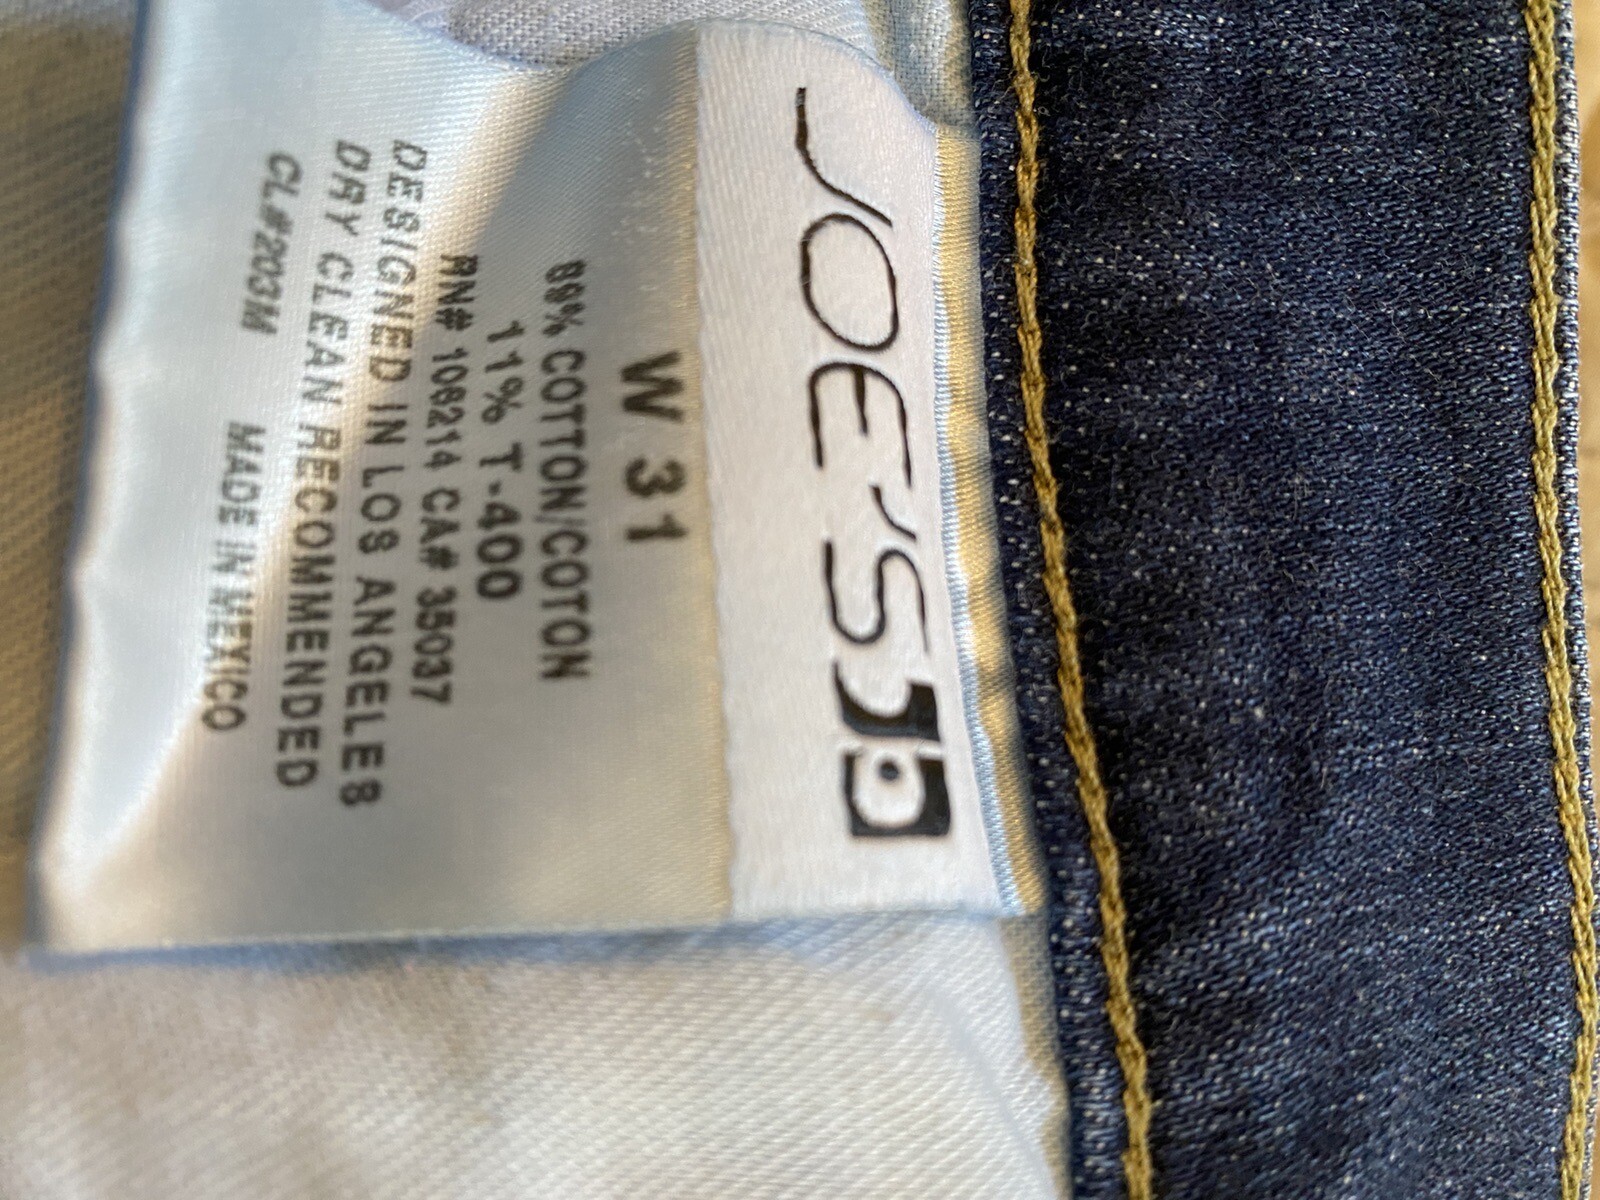 JOE'S
W 31
89% COTTON/COTON
11% T-400
RN# 106214 CA# 35037
DESIGNED IN LOS ANGELES
DRY CLEAN RECOMMENDED
CL#203M MADE IN MEXICO